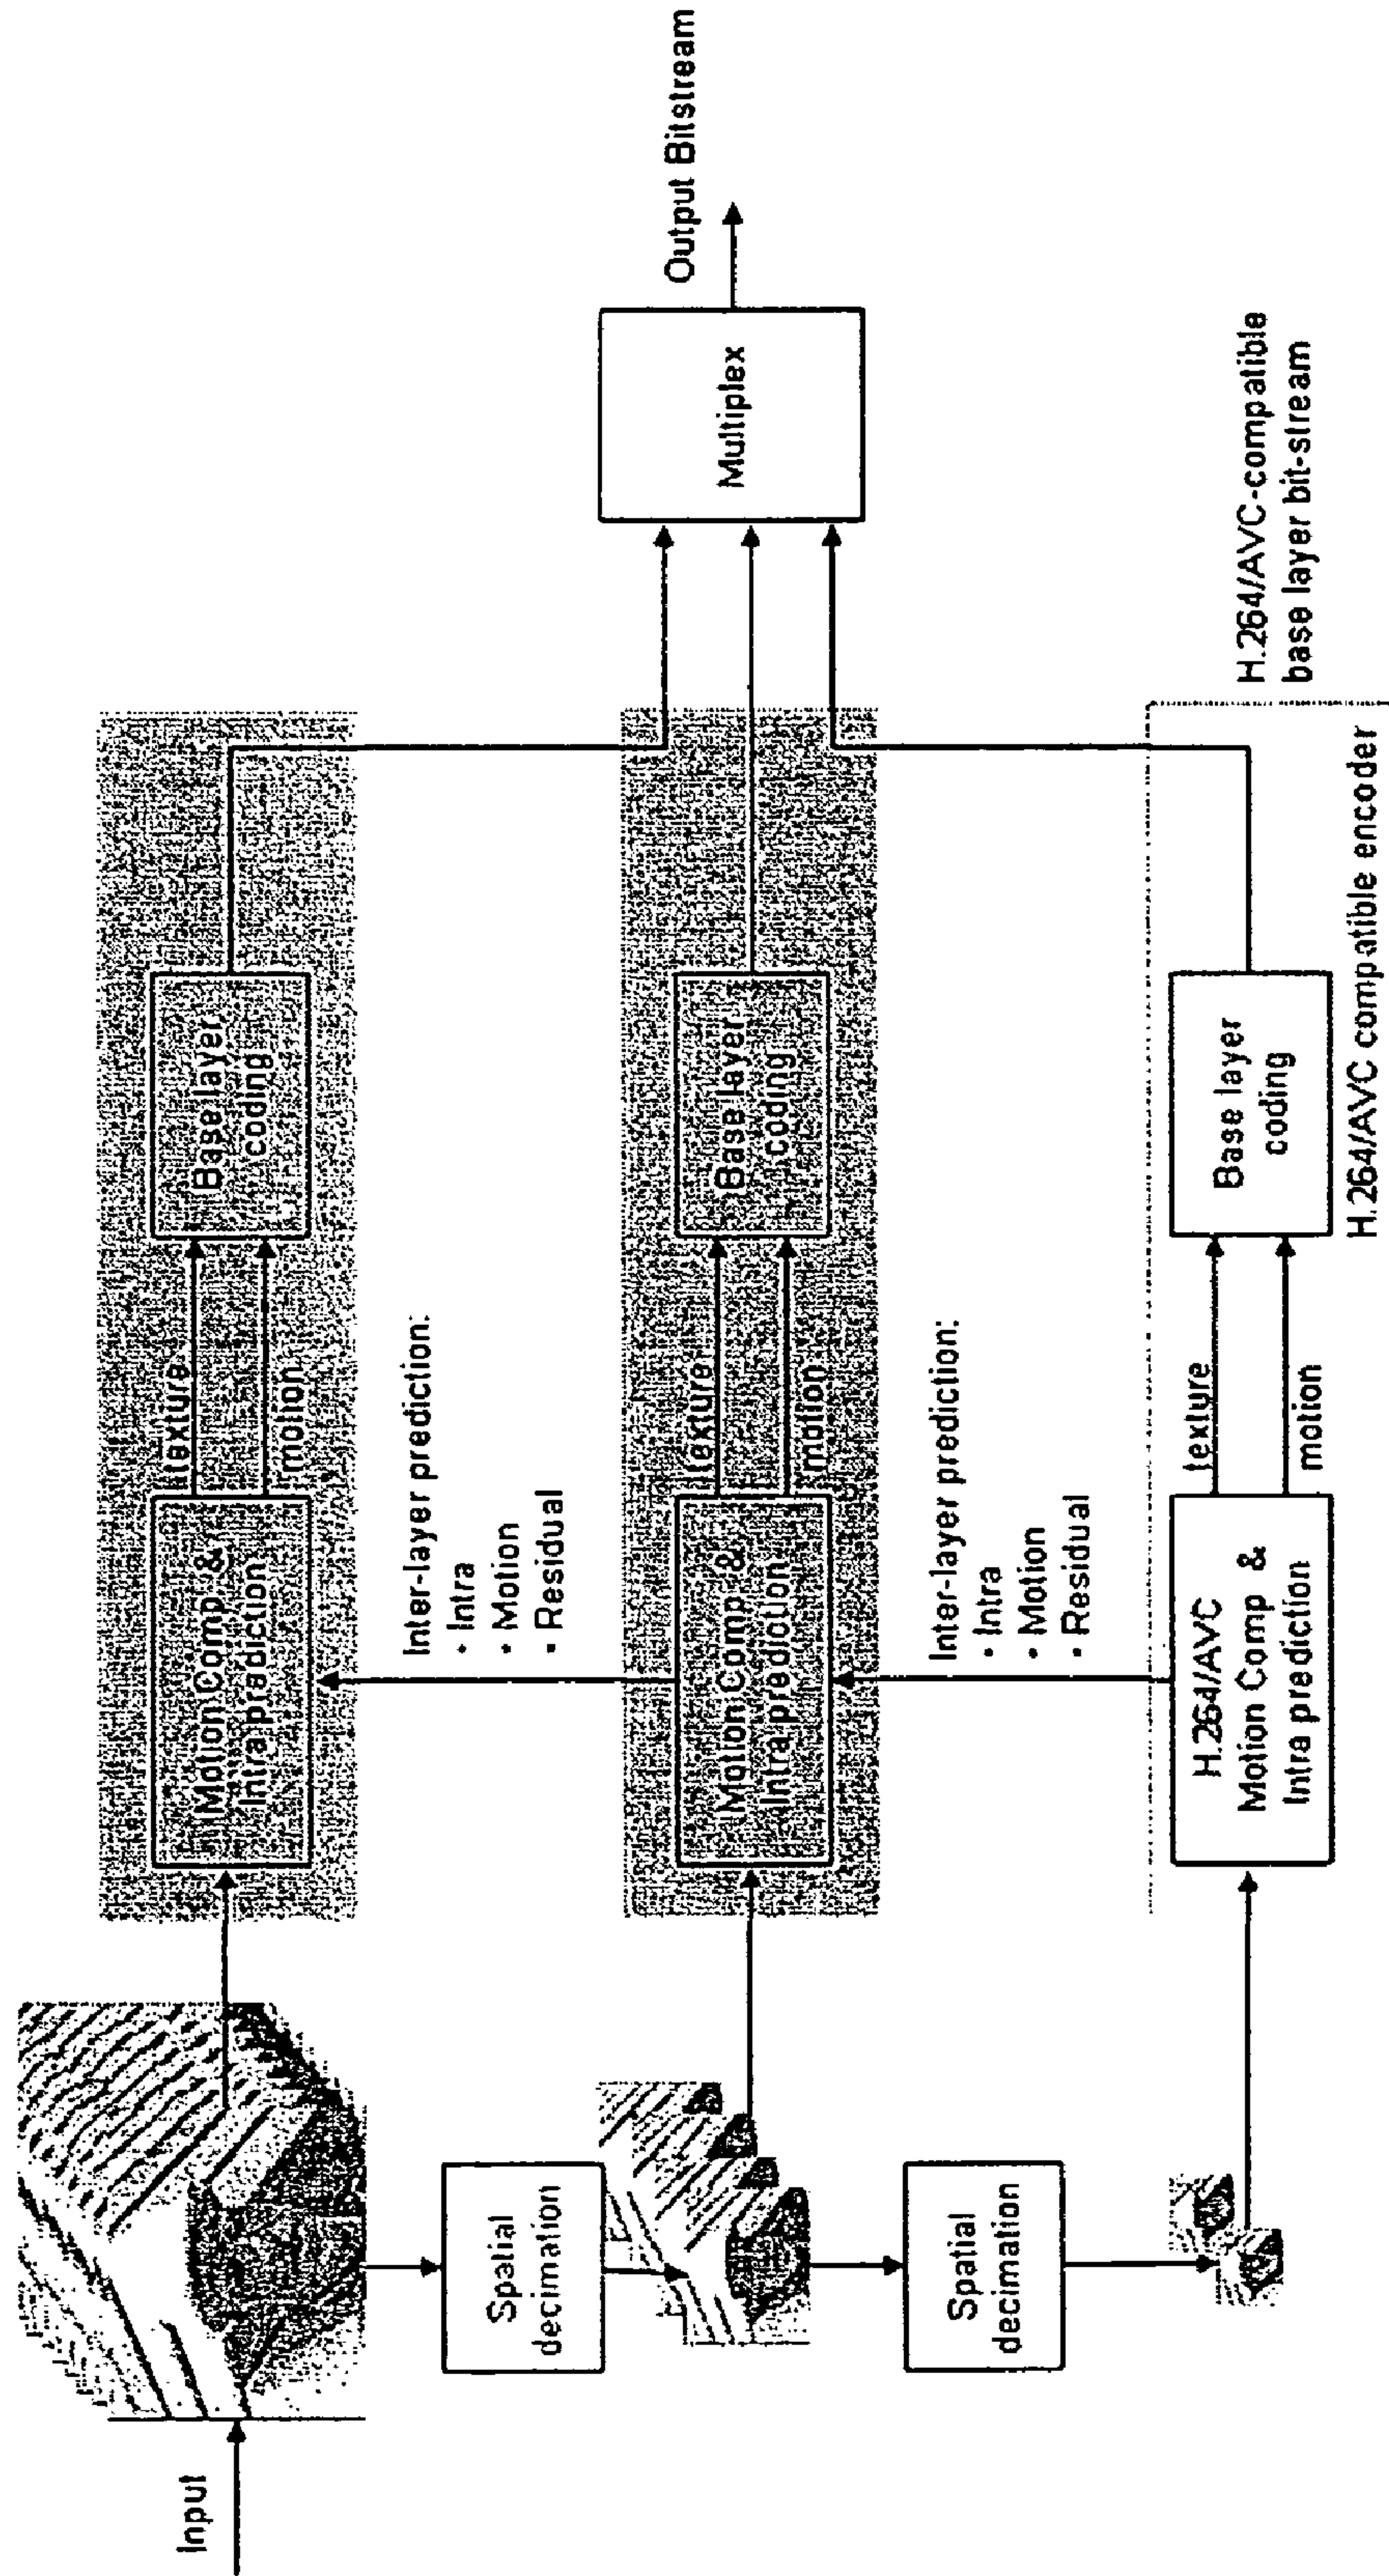 Input
Motion Comp &
Intra prediction
texture
motion
Base layer
coding
Spatial
decimation
Inter-layer prediction:
• Intra
• Motion
• Residual
Motion Comp &
Intra prediction
texture
motion
Base layer
coding
Multiplex
Output Bitstream
Spatial
decimation
Inter-layer prediction:
• Intra
• Motion
• Residual
H.264/AVC
Motion Comp &
Intra prediction
texture
motion
Base layer
coding
H.264/AVC compatible encoder
H.264/AVC-compatible
base layer bit-stream